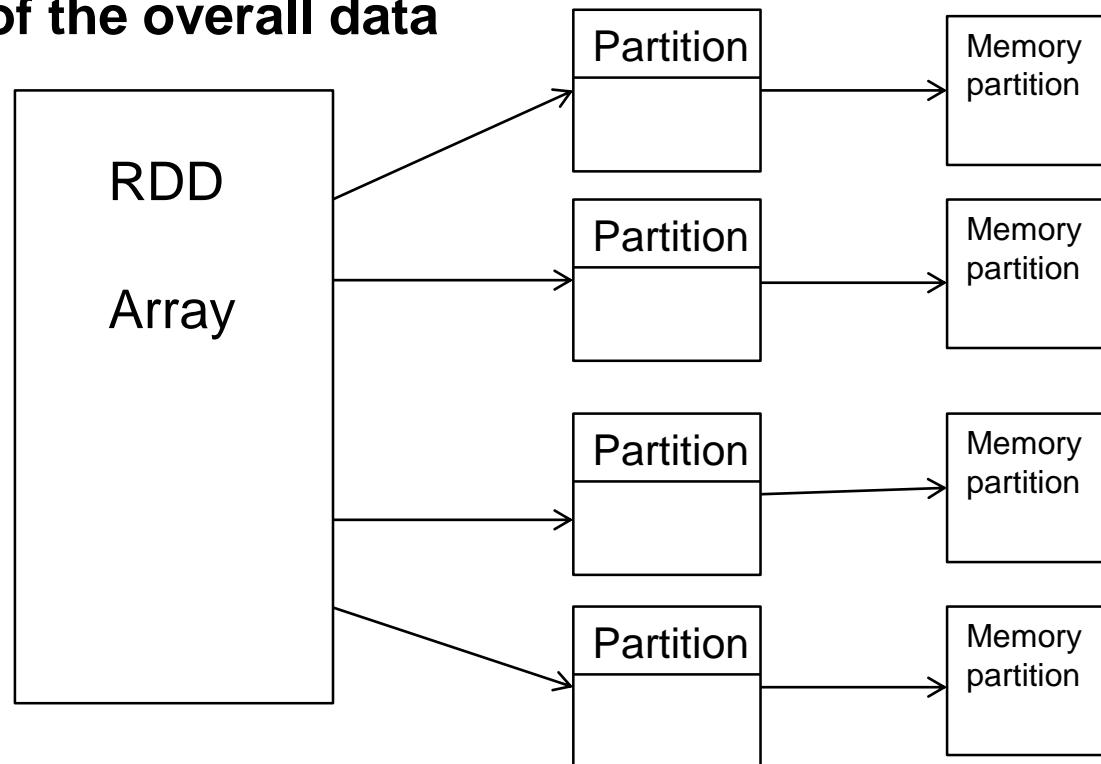 of the overall data
RDD
Array
Partition
Memory
partition
Partition
Memory
partition
Partition
Memory
partition
Partition
Memory
partition